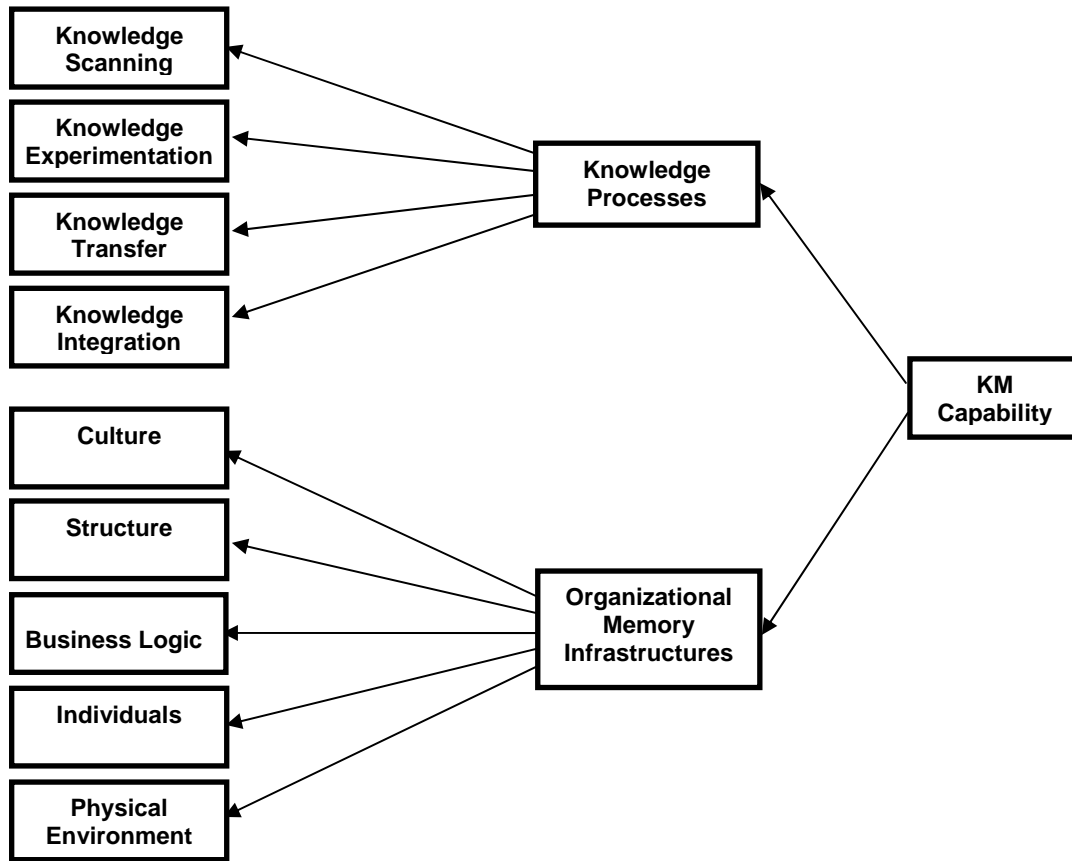 Knowledge
Scanning
Knowledge
Experimentation
Knowledge
Transfer
Knowledge
Integration
Culture
Structure
Business Logic
Individuals
Physical
Environment
Knowledge
Processes
Organizational
Memory
Infrastructures
KM
Capability